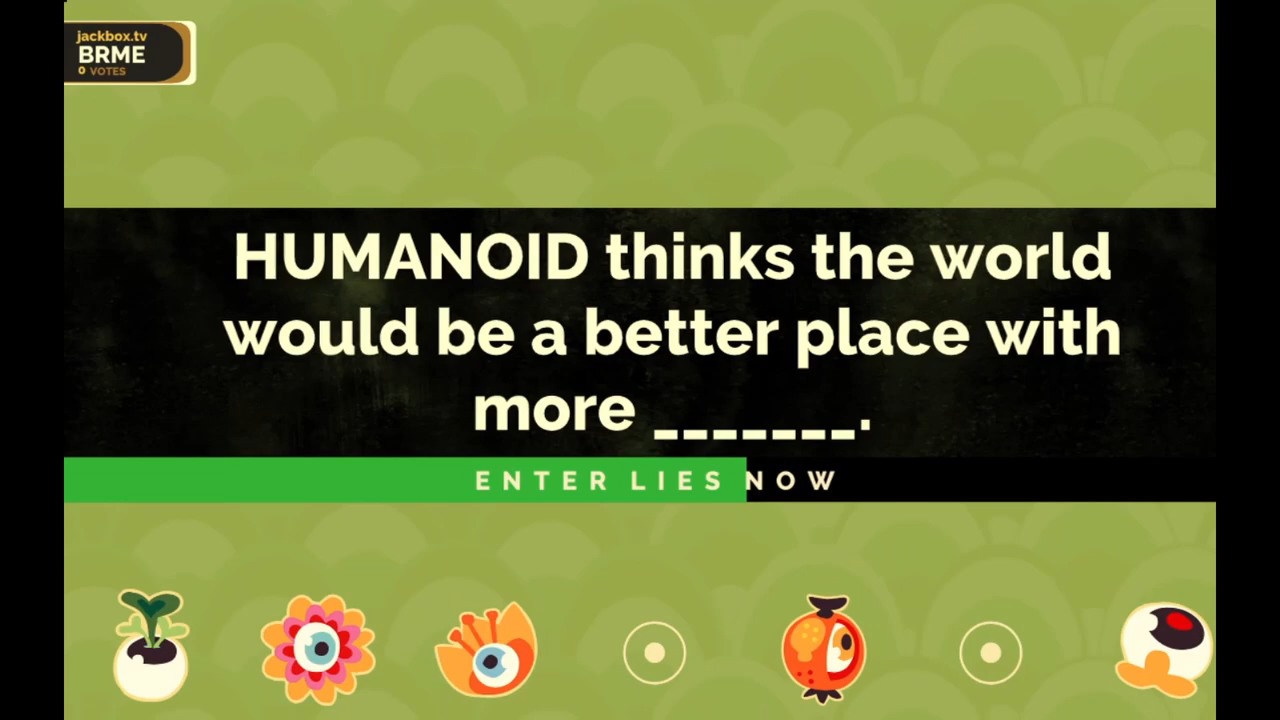 jackbox.tv
BRME
0 VOTES
HUMANOID thinks the world
would be a better place with
more _______.
ENTER LIES NOW